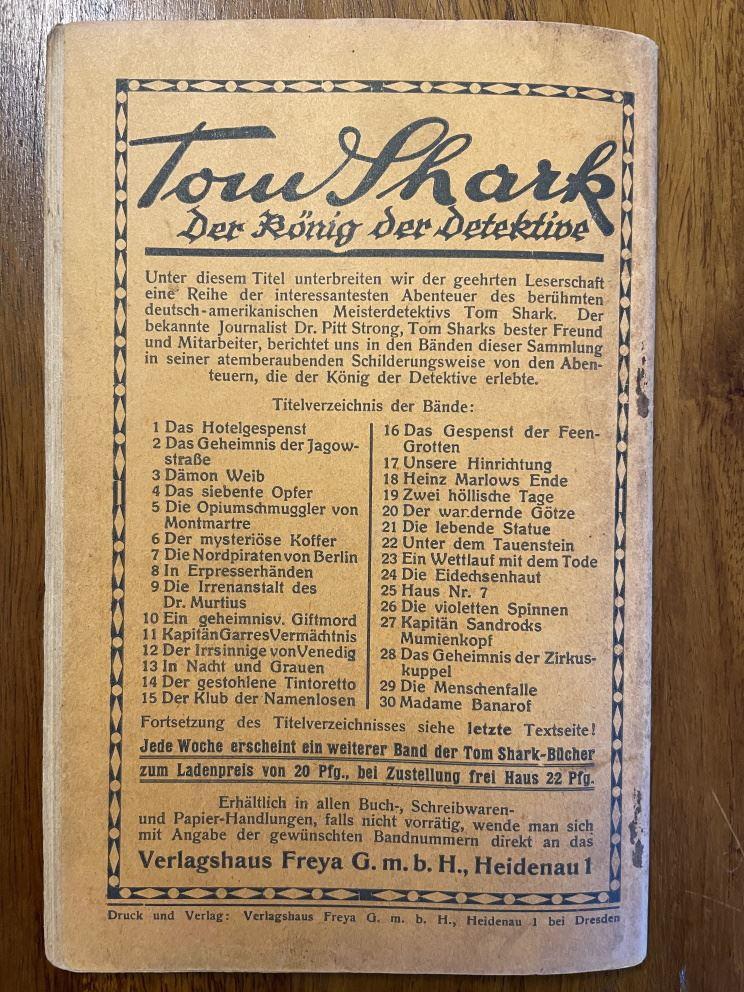 Tom Shark
Der König der Detektive
Unter diesem Titel unterbreiten wir der geehrten Leserschaft
eine Reihe der interessantesten Abenteuer des berühmten
deutsch-amerikanischen Meisterdetektivs Tom Shark. Der
bekannte Journalist Dr. Pitt Strong, Tom Sharks bester Freund
und Mitarbeiter, berichtet uns in den Bänden dieser Sammlung
in seiner atemberaubenden Schilderungsweise von den Aben-
teuern, die der König der Detektive erlebte.
Titelverzeichnis der Bände:
1 Das Hotelgespenst
2 Das Geheimnis der Jagow-
straße
3 Dämon Weib
4 Das siebente Opfer
5 Die Opiumschmuggler von
Montmartre
6 Der mysteriöse Koffer
7 Die Nordpiraten von Berlin
8 In Erpresserhänden
9 Die Irrenanstalt des
Dr. Murtius
10 Ein geheimnisv. Giftmord
11 Kapitän Garres Vermächtnis
12 Der Irrsinnige von Venedig
13 In Nacht und Grauen
14 Der gestohlene Tintoretto
15 Der Klub der Namenlosen
16 Das Gespenst der Feen-
Grotten
17 Unsere Hinrichtung
18 Heinz Marlows Ende
19 Zwei höllische Tage
20 Der wandernde Götze
21 Die lebende Statue
22 Unter dem Tauenstein
23 Ein Wettlauf mit dem Tode
24 Die Eidechsenhaut
25 Haus Nr. 7
26 Die violetten Spinnen
27 Kapitän Sandrocks
Mumienkopf
28 Das Geheimnis der Zirkus-
kuppel
29 Die Menschenfalle
30 Madame Banarof
Fortsetzung des Titelverzeichnisses siehe letzte Textseite!
Jede Woche erscheint ein weiterer Band der Tom Shark-Bücher
zum Ladenpreis von 20 Pfg., bei Zustellung frei Haus 22 Pfg.
Erhältlich in allen Buch-, Schreibwaren-
und Papier-Handlungen, falls nicht vorrätig, wende man sich
mit Angabe der gewünschten Bandnummern direkt an das
Verlagshaus Freya G. m. b. H., Heidenau 1
Druck und Verlag: Verlagshaus Freya G. m. b. H., Heidenau 1 bei Dresden